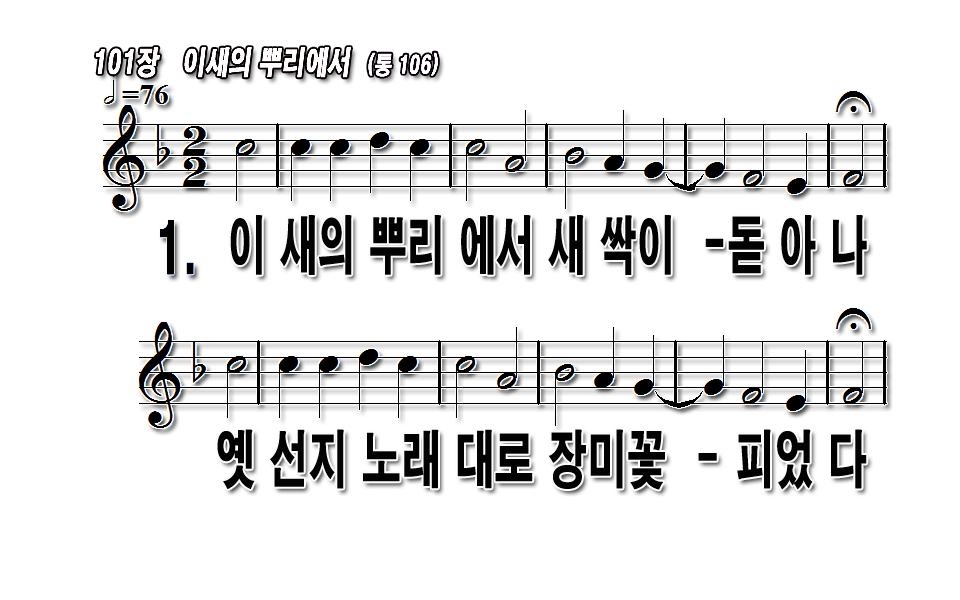 101장 이새의 뿌리에서 (통 106)
=76
1. 이 새의 뿌리 에서 새 싹이 -돋 아 나
옛 선지 노래 대로 장미꽃 - 피었 다